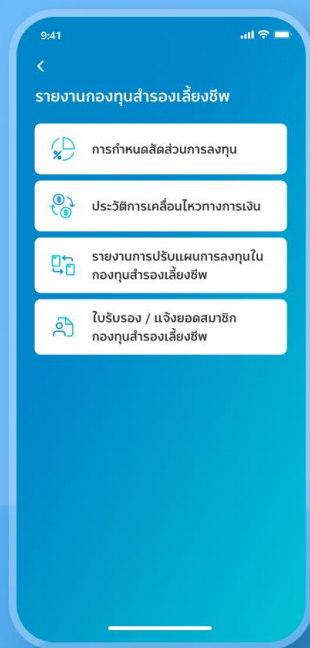 9:41
รายงานกองทุนสำรองเลี้ยงชีพ
% การกำหนดสัดส่วนการลงทุน
ประวัติการเคลื่อนไหวทางการเงิน
รายงานการปรับแผนการลงทุนใน
กองทุนสำรองเลี้ยงชีพ
ใบรับรอง / แจ้งยอดสมาชิก
กองทุนสำรองเลี้ยงชีพ